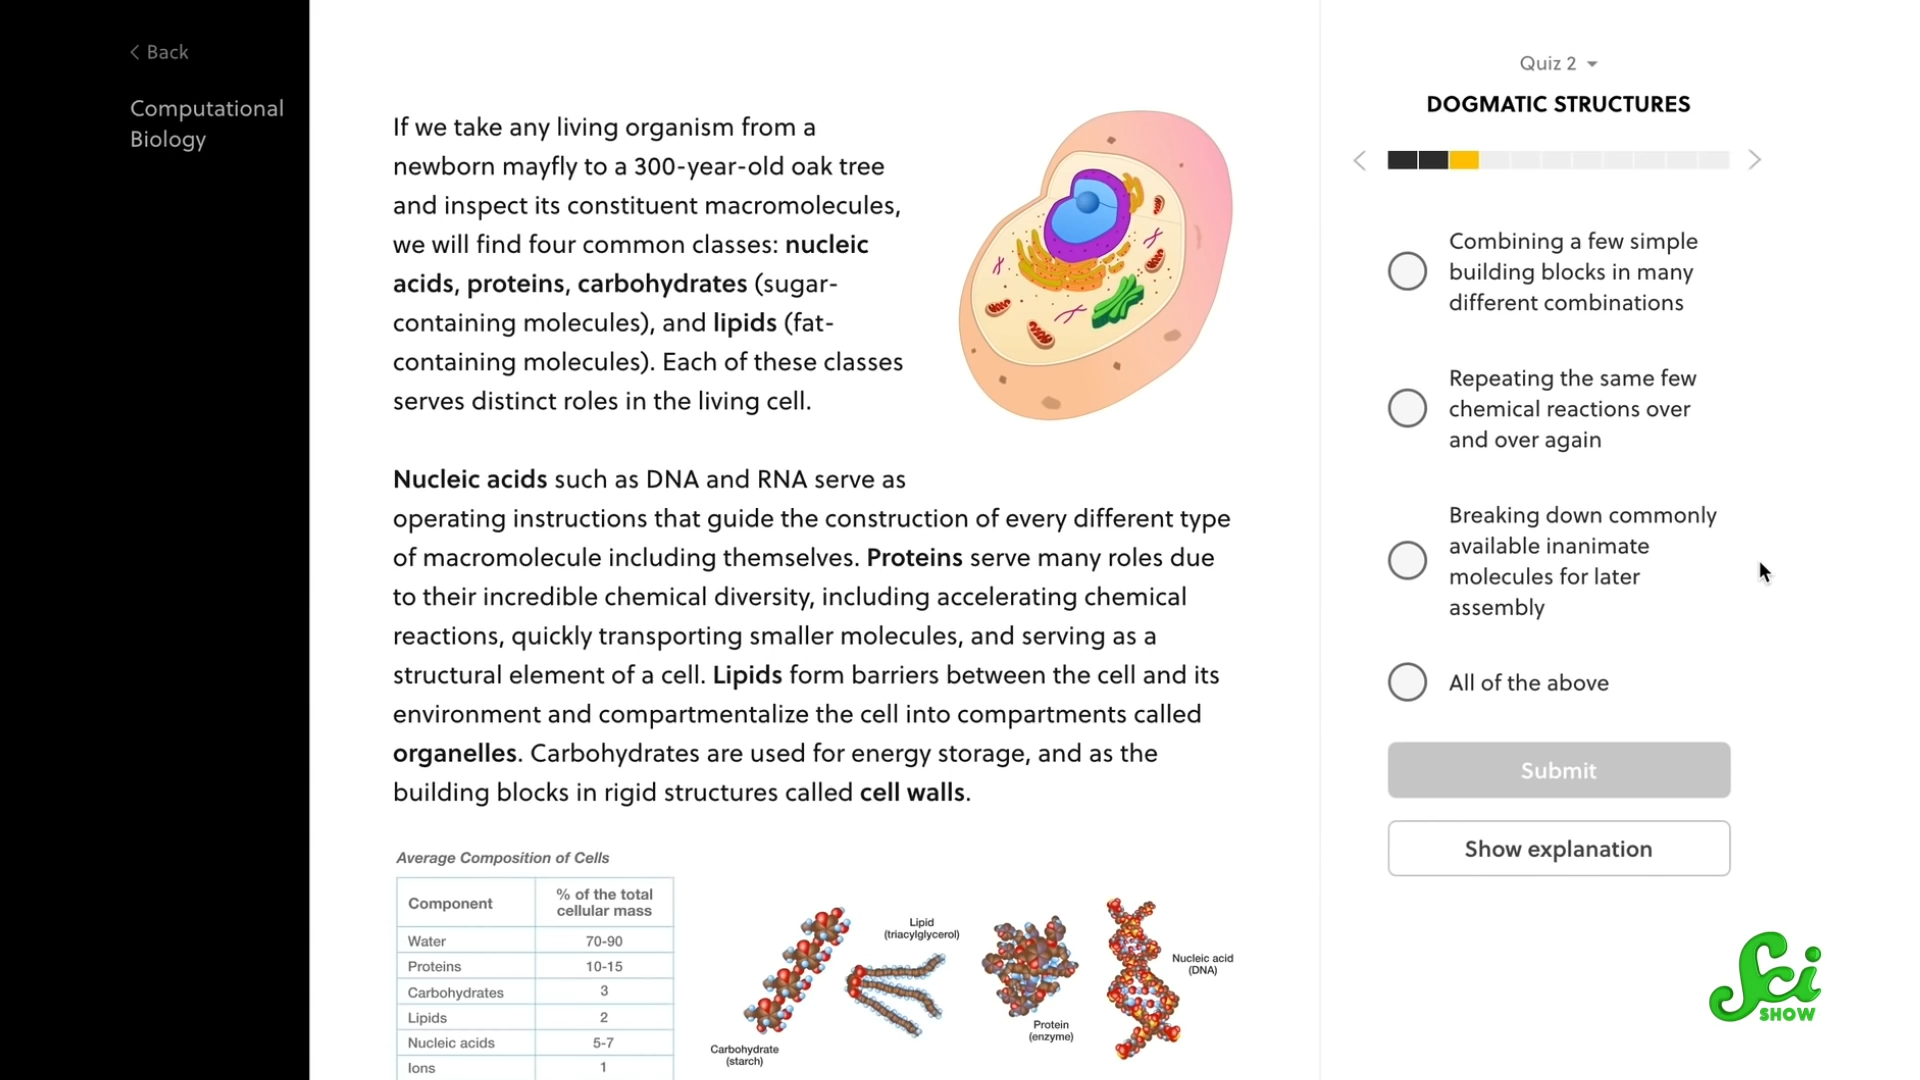 Back
Computational
Biology
If we take any living organism from a
newborn mayfly to a 300-year-old oak tree
and inspect its constituent macromolecules,
we will find four common classes: nucleic
acids, proteins, carbohydrates (sugar-
containing molecules), and lipids (fat-
containing molecules). Each of these classes
serves distinct roles in the living cell.
Nucleic acids such as DNA and RNA serve as
operating instructions that guide the construction of every different type
of macromolecule including themselves. Proteins serve many roles due
to their incredible chemical diversity, including accelerating chemical
reactions, quickly transporting smaller molecules, and serving as a
structural element of a cell. Lipids form barriers between the cell and its
environment and compartmentalize the cell into compartments called
organelles. Carbohydrates are used for energy storage, and as the
building blocks in rigid structures called cell walls.
Average Composition of Cells
Component
% of the total
cellular mass
Water 70-90
Proteins 10-15
Carbohydrates 3
Lipids 2
Nucleic acids 5-7
Ions 1
Carbohydrate
(starch)
Lipid
(triacylglycerol)
Protein
(enzyme)
Nucleic acid
(DNA)
Quiz 2
DOGMATIC STRUCTURES
Combining a few simple
building blocks in many
different combinations
Repeating the same few
chemical reactions over
and over again
Breaking down commonly
available inanimate
molecules for later
assembly
All of the above
Submit
Show explanation
Sci
SHOW